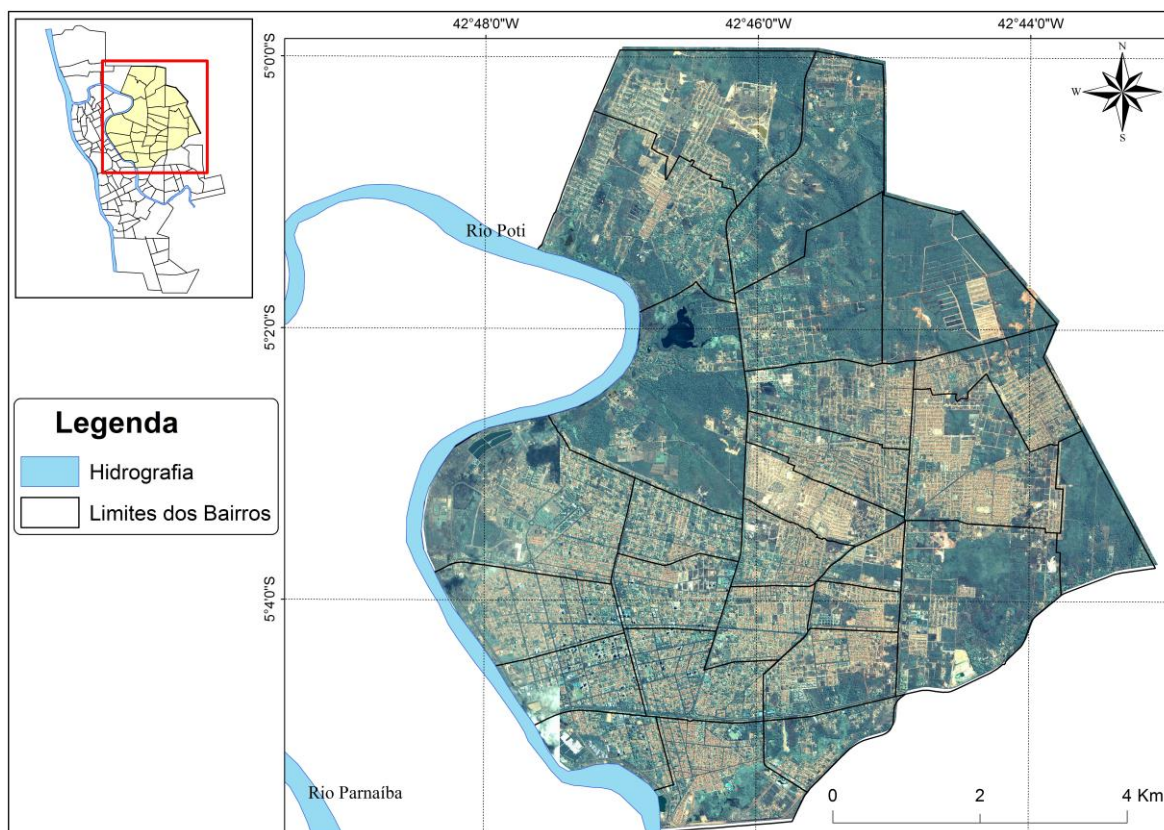 42°48'0"W
42°46'0"W
42°44'0"W
5°0'0"S
N
W
S
Rio Poti
5°2'0"S
Legenda
Hidrografia
Limites dos Bairros
5°4'0"S
Rio Parnaíba
0 2 4 Km